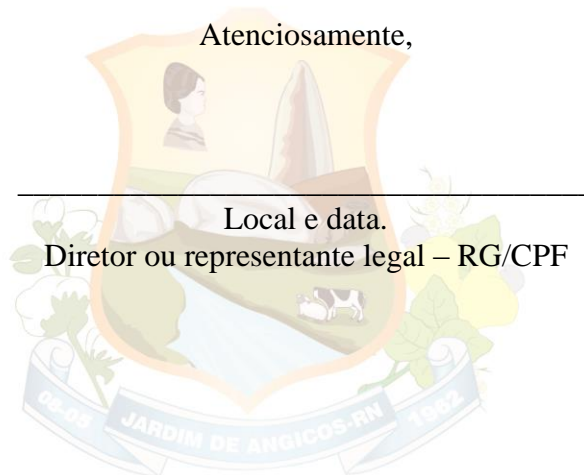 Atenciosamente,
Local e data.
Diretor ou representante legal – RG/CPF
08-05 JARDIM DE ANGICOS-RN 1962